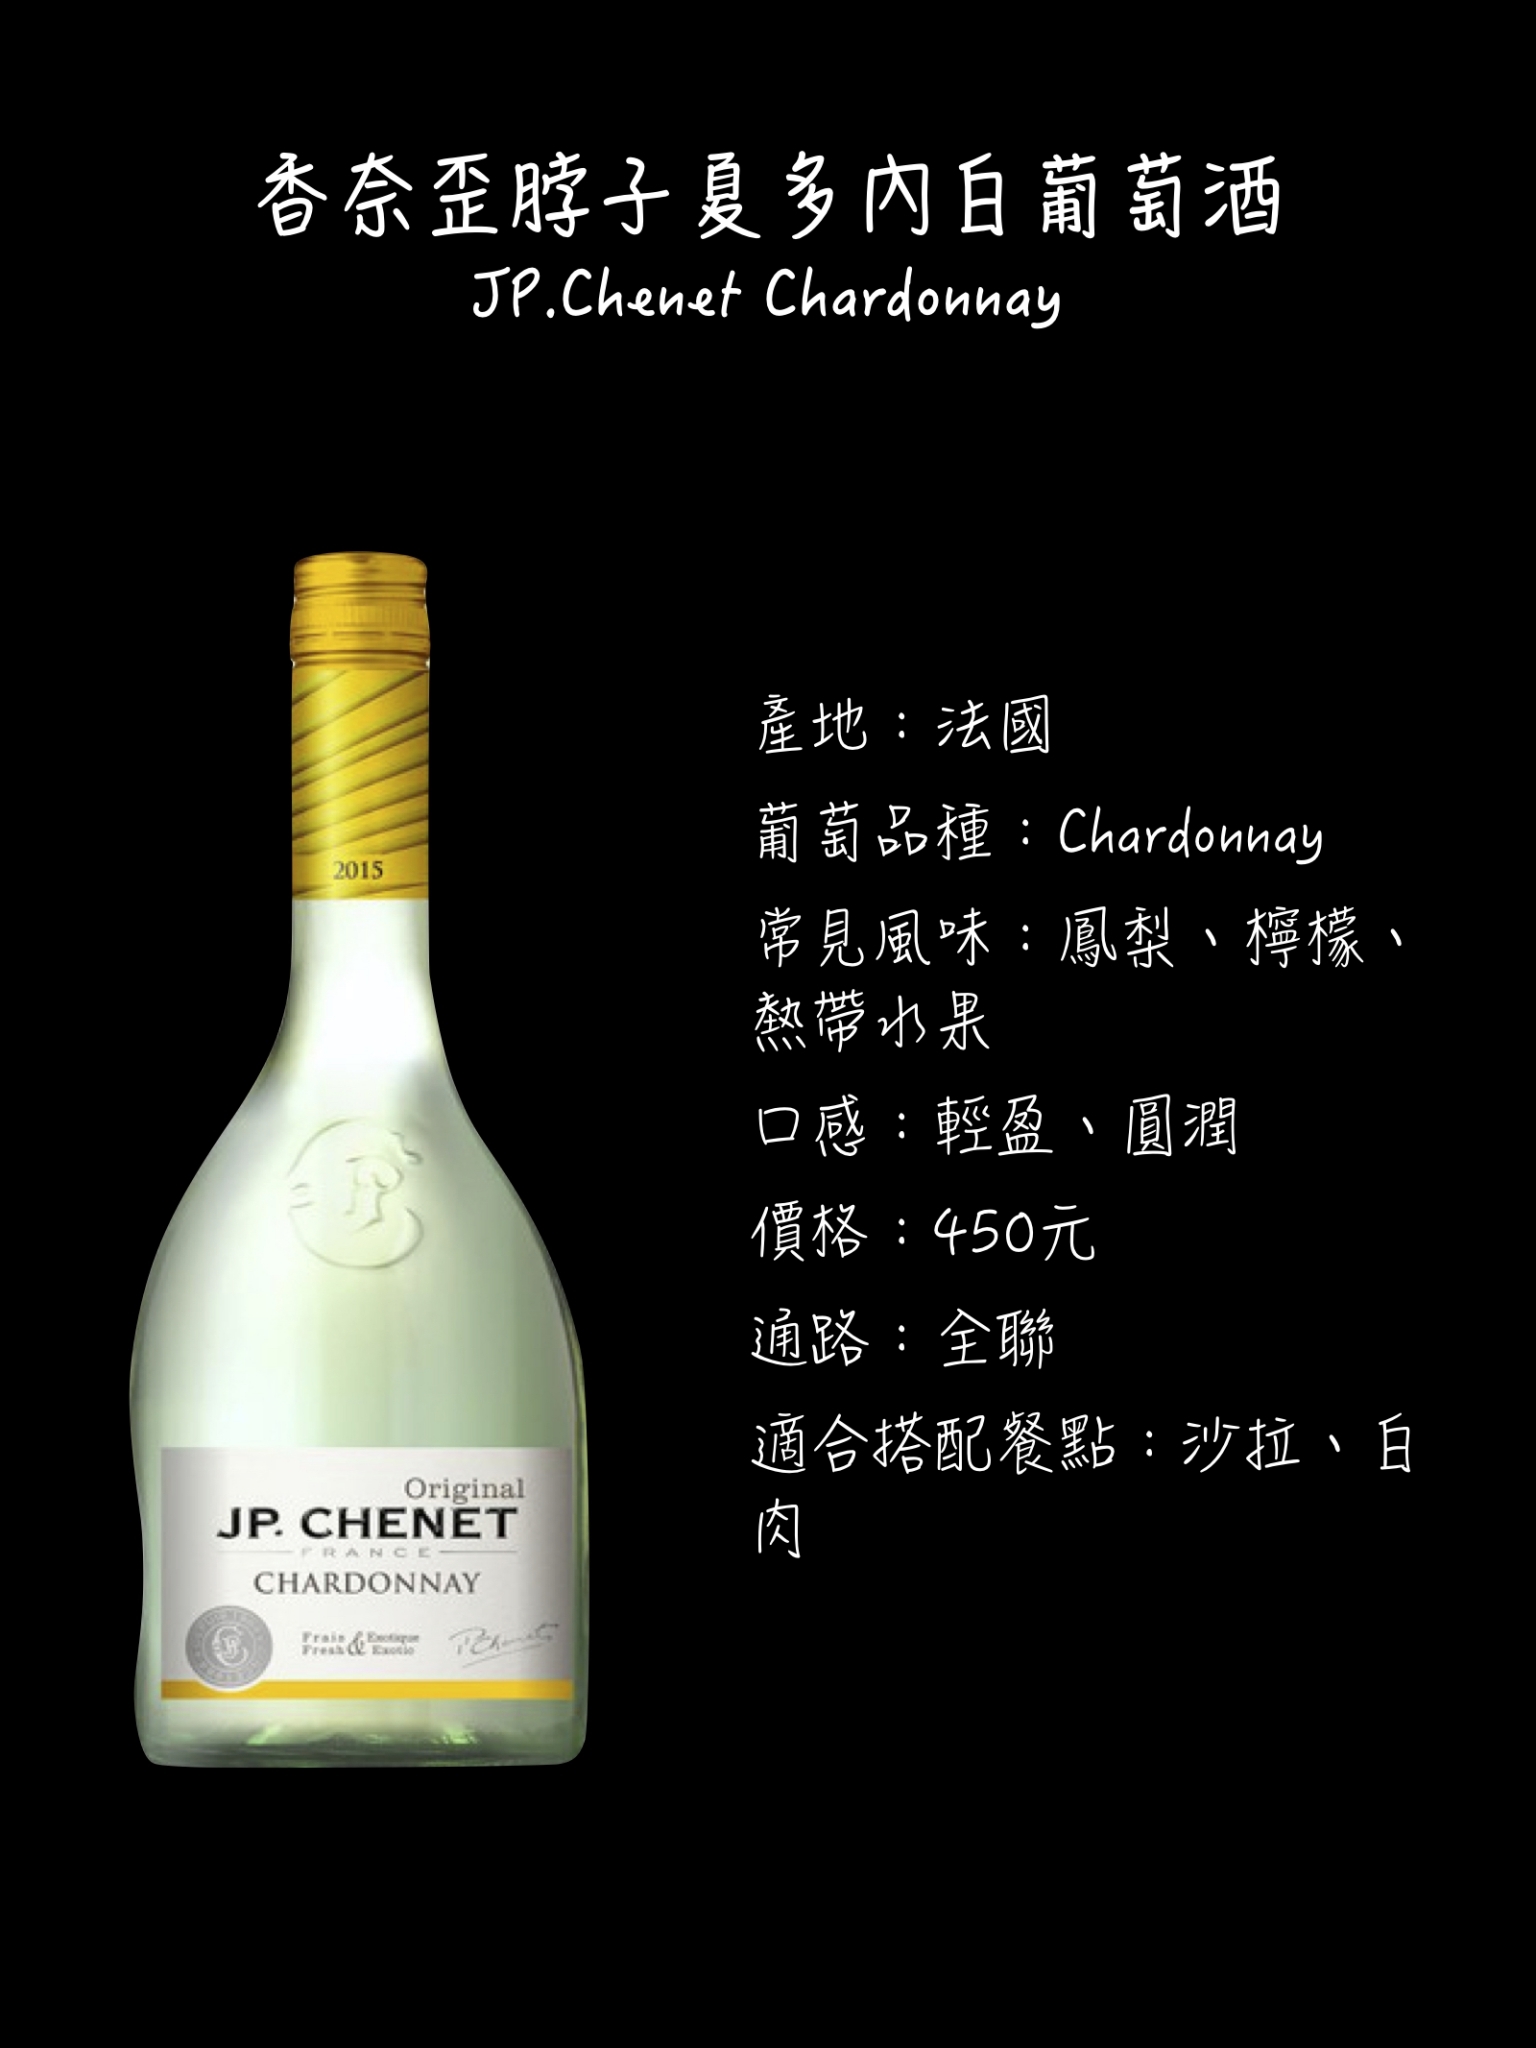 香奈歪脖子夏多內白葡萄酒
JP.Chenet Chardonnay
2015
產地：法國
葡萄品種：Chardonnay
常見風味：鳳梨、檸檬、
熱帶水果
口感：輕盈、圓潤
價格：450元
通路：全聯
適合搭配餐點：沙拉、白
肉
Original
JP. CHENET
FRANCE
CHARDONNAY
Frais & Exotique
Fresh & Exotic